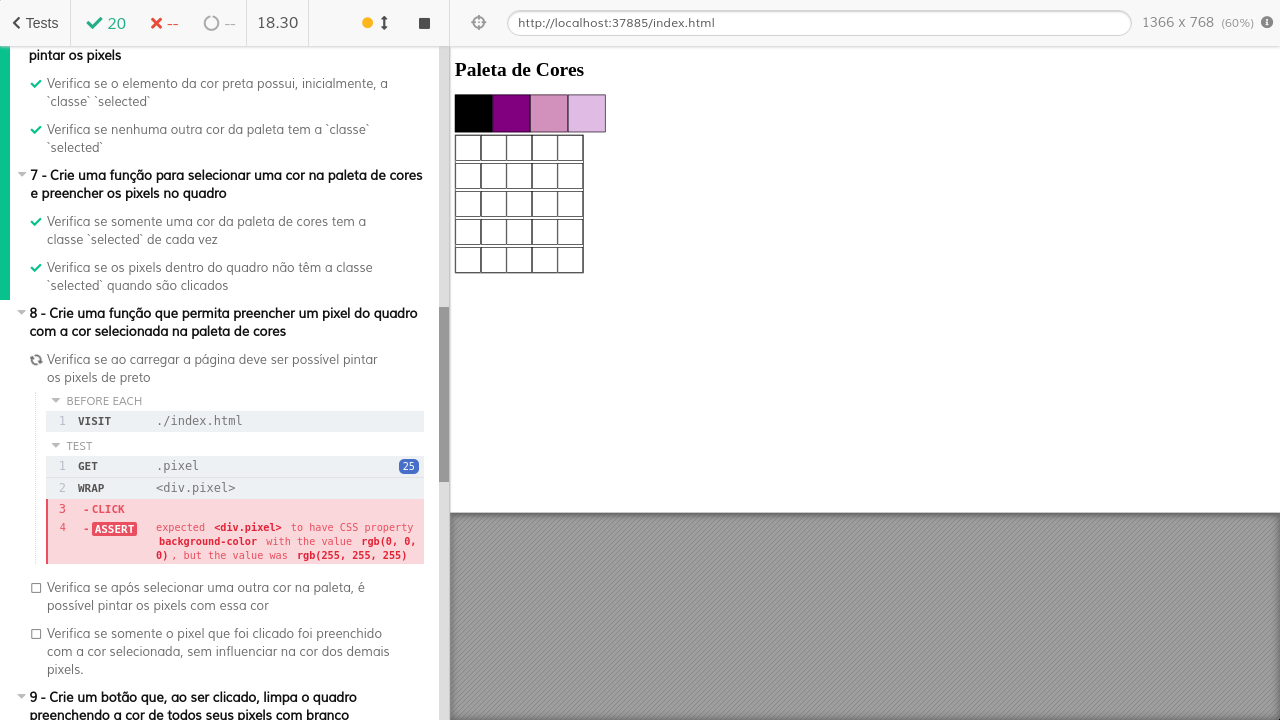 Tests
20
--
--
18.30
http://localhost:37885/index.html
1366 x 768 (60%)
pintar os pixels
Verifica se o elemento da cor preta possui, inicialmente, a
`classe` `selected`
Verifica se nenhuma outra cor da paleta tem a `classe`
`selected`
7 - Crie uma função para selecionar uma cor na paleta de cores
e preencher os pixels no quadro
Verifica se somente uma cor da paleta de cores tem a
classe `selected` de cada vez
Verifica se os pixels dentro do quadro não têm a classe
`selected` quando são clicados
8 - Crie uma função que permita preencher um pixel do quadro
com a cor selecionada na paleta de cores
Verifica se ao carregar a página deve ser possível pintar
os pixels de preto
BEFORE EACH
1 VISIT ./index.html
TEST
1 GET .pixel 25
2 WRAP <div.pixel>
3 -CLICK
4 -ASSERT expected <div.pixel> to have CSS property
background-color with the value rgb(0, 0,
0), but the value was rgb(255, 255, 255)
Verifica se após selecionar uma outra cor na paleta, é
possível pintar os pixels com essa cor
Verifica se somente o pixel que foi clicado foi preenchido
com a cor selecionada, sem influenciar na cor dos demais
pixels.
9 - Crie um botão que, ao ser clicado, limpa o quadro
preenchendo a cor de todos seus pixels com branco
Paleta de Cores